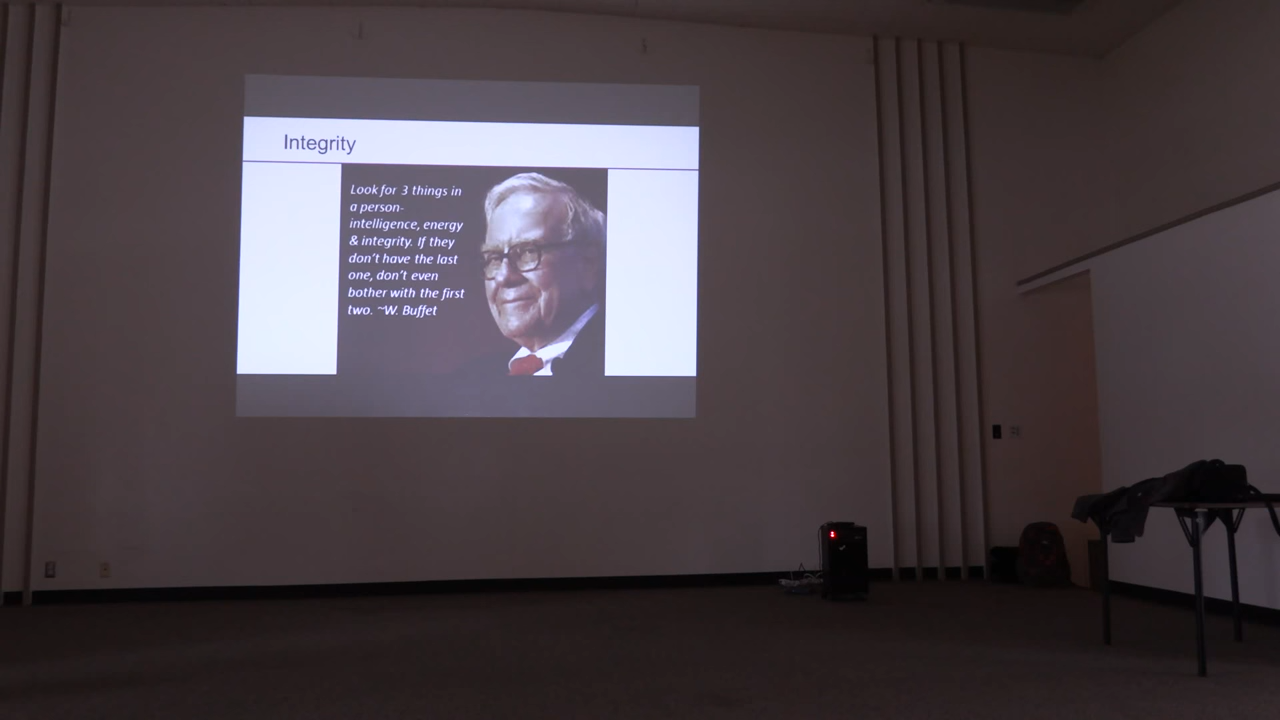 Integrity
Look for 3 things in
a person-
intelligence, energy
& integrity. If they
don't have the last
one, don't even
bother with the first
two. ~W. Buffet